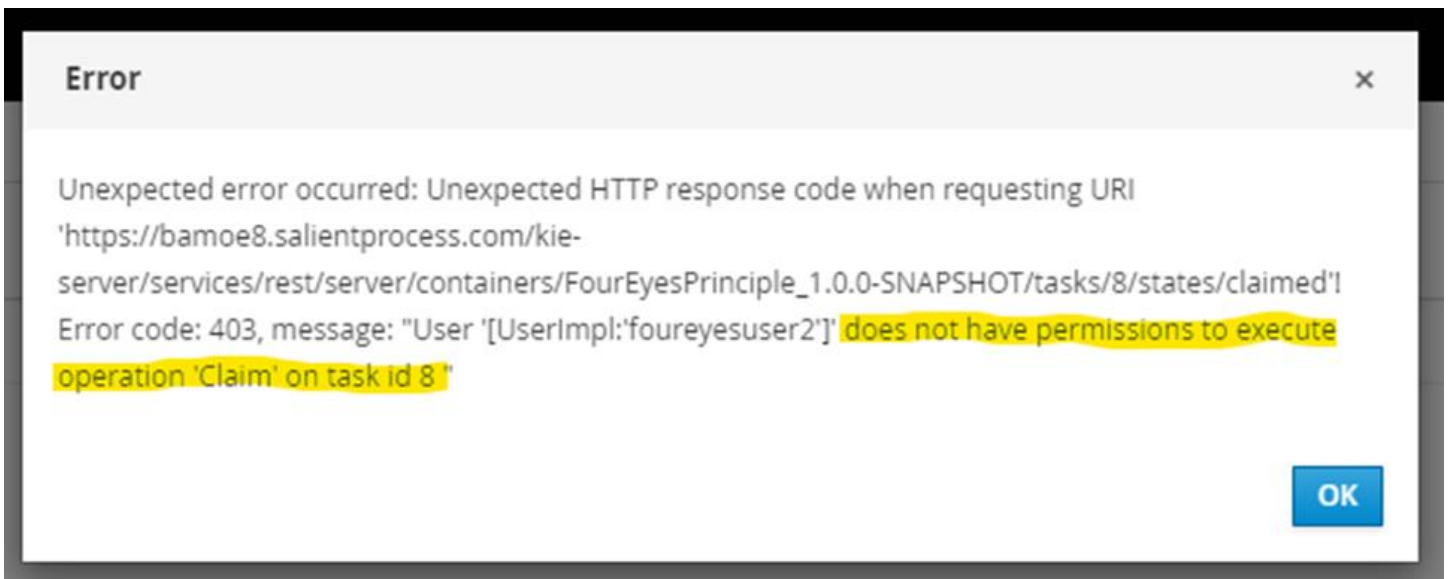 Error
×
Unexpected error occurred: Unexpected HTTP response code when requesting URI
'https://bamoe8.salientprocess.com/kie-
server/services/rest/server/containers/FourEyesPrinciple_1.0.0-SNAPSHOT/tasks/8/states/claimed'!
Error code: 403, message: "User '[UserImpl:'foureyesuser2']' does not have permissions to execute
operation 'Claim' on task id 8 "
OK